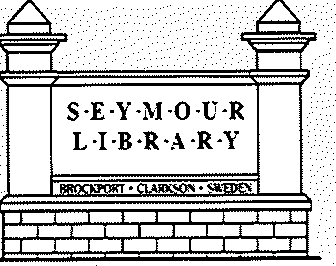 S·E·Y·M·O·U·R
L·I·B·R·A·R·Y
BROCKPORT · CLARKSON · SWEDEN